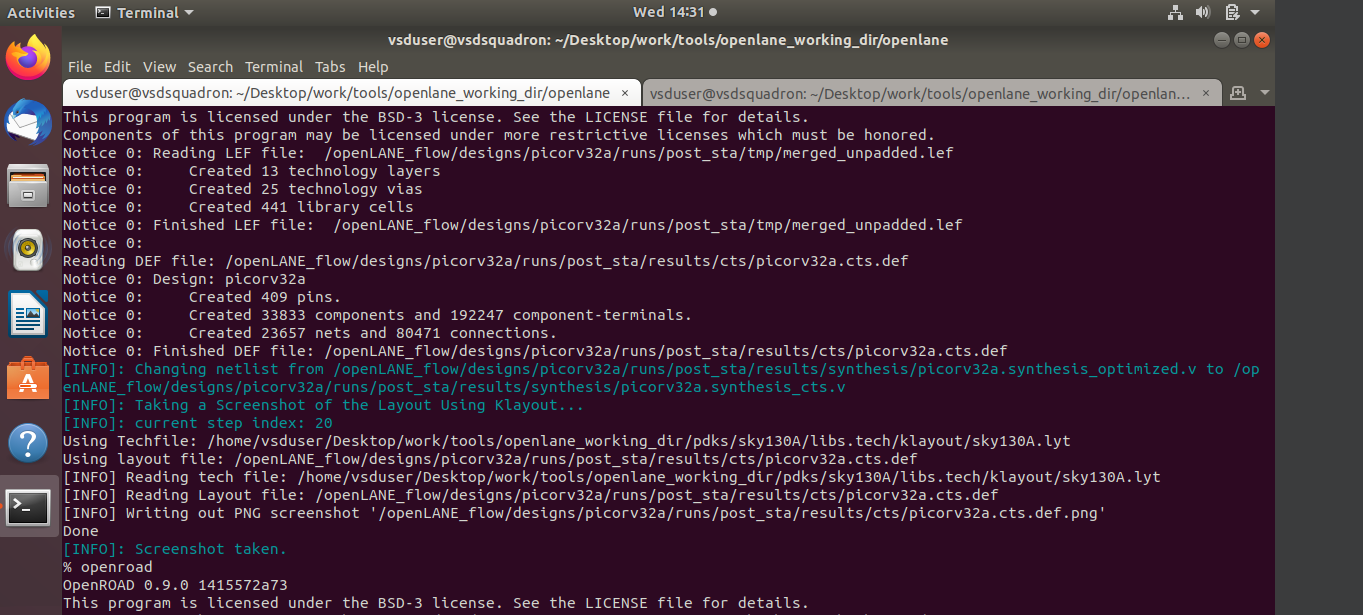 Activities Terminal Wed 14:31
vsduser@vsdsquadron: ~/Desktop/work/tools/openlane_working_dir/openlane
File Edit View Search Terminal Tabs Help
vsduser@vsdsquadron: ~/Desktop/work/tools/openlane_working_dir/openlane × vsduser@vsdsquadron: ~/Desktop/work/tools/openlane_working_dir/openlan... ×
This program is licensed under the BSD-3 license. See the LICENSE file for details.
Components of this program may be licensed under more restrictive licenses which must be honored.
Notice 0: Reading LEF file:  /openLANE_flow/designs/picorv32a/runs/post_sta/tmp/merged_unpadded.lef
Notice 0:     Created 13 technology layers
Notice 0:     Created 25 technology vias
Notice 0:     Created 441 library cells
Notice 0: Finished LEF file:  /openLANE_flow/designs/picorv32a/runs/post_sta/tmp/merged_unpadded.lef
Notice 0:
Reading DEF file: /openLANE_flow/designs/picorv32a/runs/post_sta/results/cts/picorv32a.cts.def
Notice 0: Design: picorv32a
Notice 0:     Created 409 pins.
Notice 0:     Created 33833 components and 192247 component-terminals.
Notice 0:     Created 23657 nets and 80471 connections.
Notice 0: Finished DEF file: /openLANE_flow/designs/picorv32a/runs/post_sta/results/cts/picorv32a.cts.def
[INFO]: Changing netlist from /openLANE_flow/designs/picorv32a/runs/post_sta/results/synthesis/picorv32a.synthesis_optimized.v to /op
enLANE_flow/designs/picorv32a/runs/post_sta/results/synthesis/picorv32a.synthesis_cts.v
[INFO]: Taking a Screenshot of the Layout Using Klayout...
[INFO]: current step index: 20
Using Techfile: /home/vsduser/Desktop/work/tools/openlane_working_dir/pdks/sky130A/libs.tech/klayout/sky130A.lyt
Using layout file: /openLANE_flow/designs/picorv32a/runs/post_sta/results/cts/picorv32a.cts.def
[INFO] Reading tech file: /home/vsduser/Desktop/work/tools/openlane_working_dir/pdks/sky130A/libs.tech/klayout/sky130A.lyt
[INFO] Reading Layout file: /openLANE_flow/designs/picorv32a/runs/post_sta/results/cts/picorv32a.cts.def
[INFO] Writing out PNG screenshot '/openLANE_flow/designs/picorv32a/runs/post_sta/results/cts/picorv32a.cts.def.png'
Done
[INFO]: Screenshot taken.
% openroad
OpenROAD 0.9.0 1415572a73
This program is licensed under the BSD-3 license. See the LICENSE file for details.